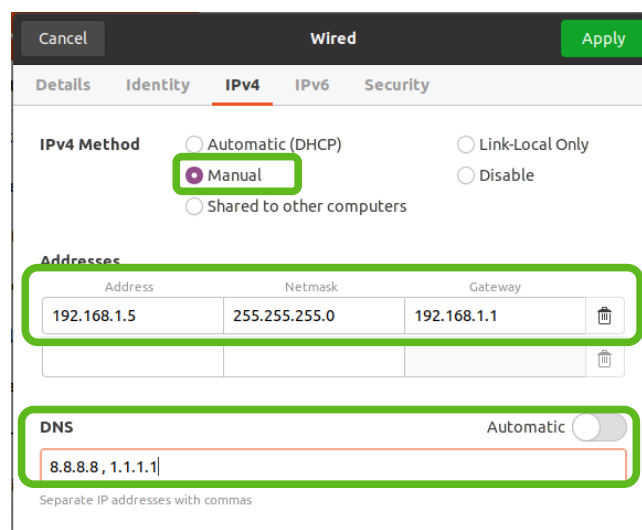 Cancel Wired Apply
Details Identity IPv4 IPv6 Security
IPv4 Method Automatic (DHCP) Link-Local Only
Manual Disable
Shared to other computers
Addresses
Address Netmask Gateway
192.168.1.5 255.255.255.0 192.168.1.1
DNS Automatic
8.8.8.8 , 1.1.1.1
Separate IP addresses with commas